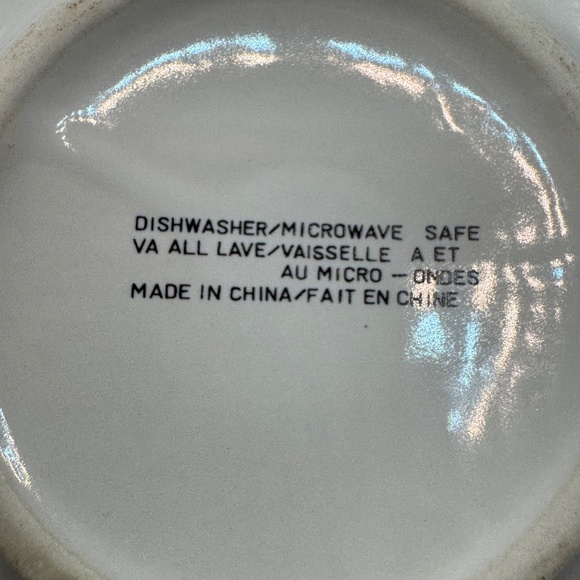 DISHWASHER/MICROWAVE SAFE
VA ALL LAVE/VAISSELLE A ET
AU MICRO - ONDES
MADE IN CHINA/FAIT EN CHINE